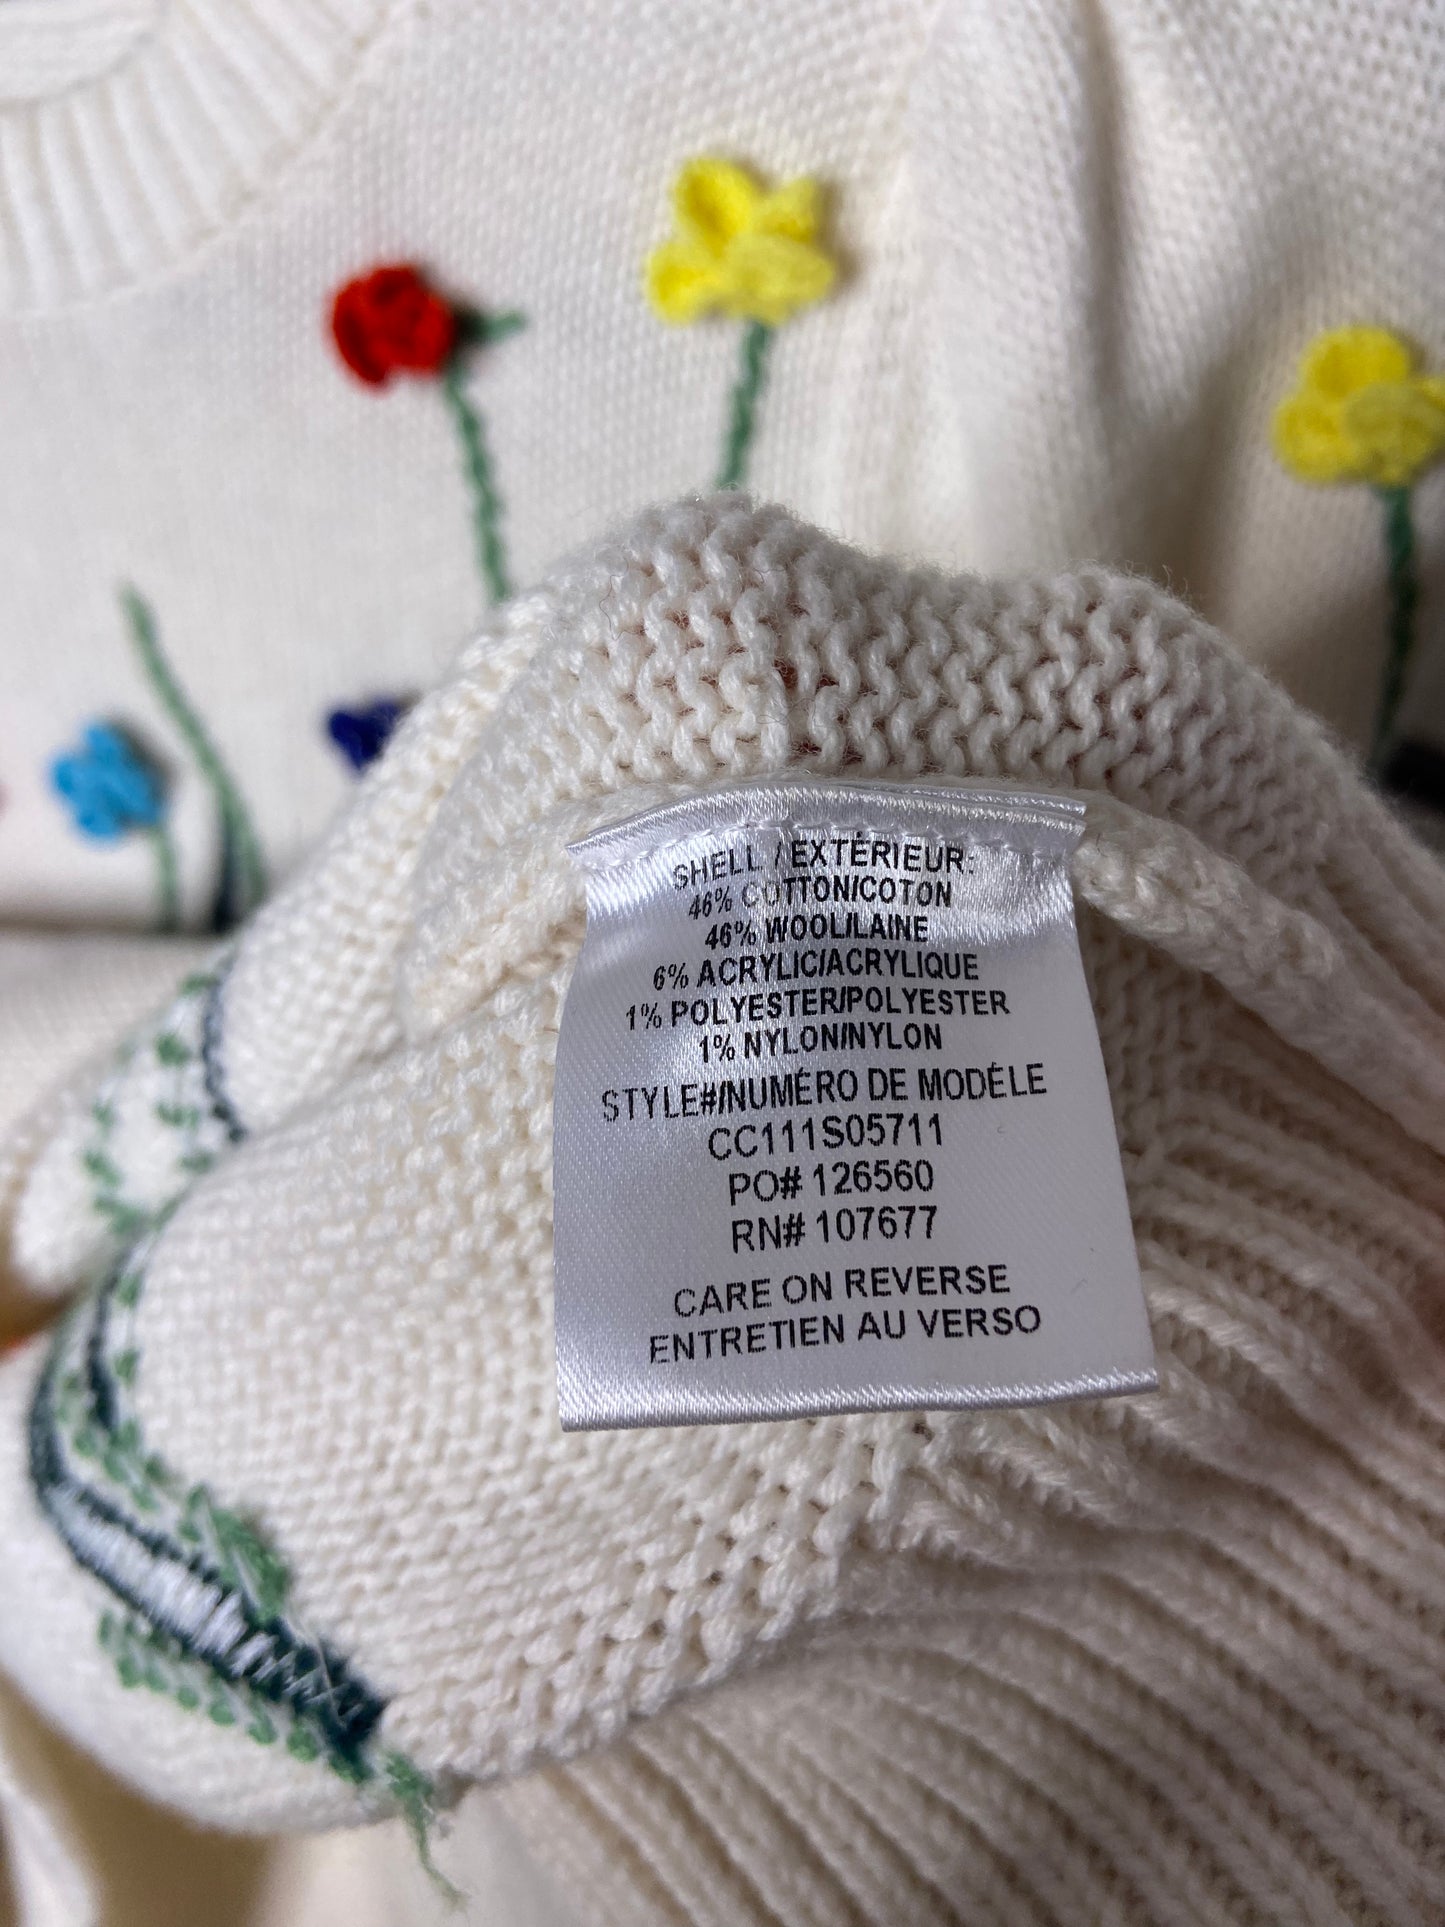 SHELL / EXTÉRIEUR:
46% COTTON/COTON
46% WOOL/LAINE
6% ACRYLIC/ACRYLIQUE
1% POLYESTER/POLYESTER
1% NYLON/NYLON
STYLE#/NUMÉRO DE MODÉLE
CC111S05711
PO# 126560
RN# 107677
CARE ON REVERSE
ENTRETIEN AU VERSO